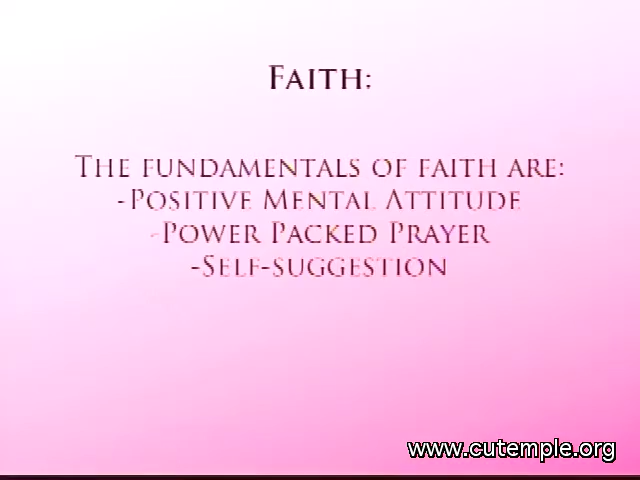 Faith:
The fundamentals of faith are:
-Positive Mental Attitude
-Power Packed Prayer
-Self-suggestion
www.cutemple.org